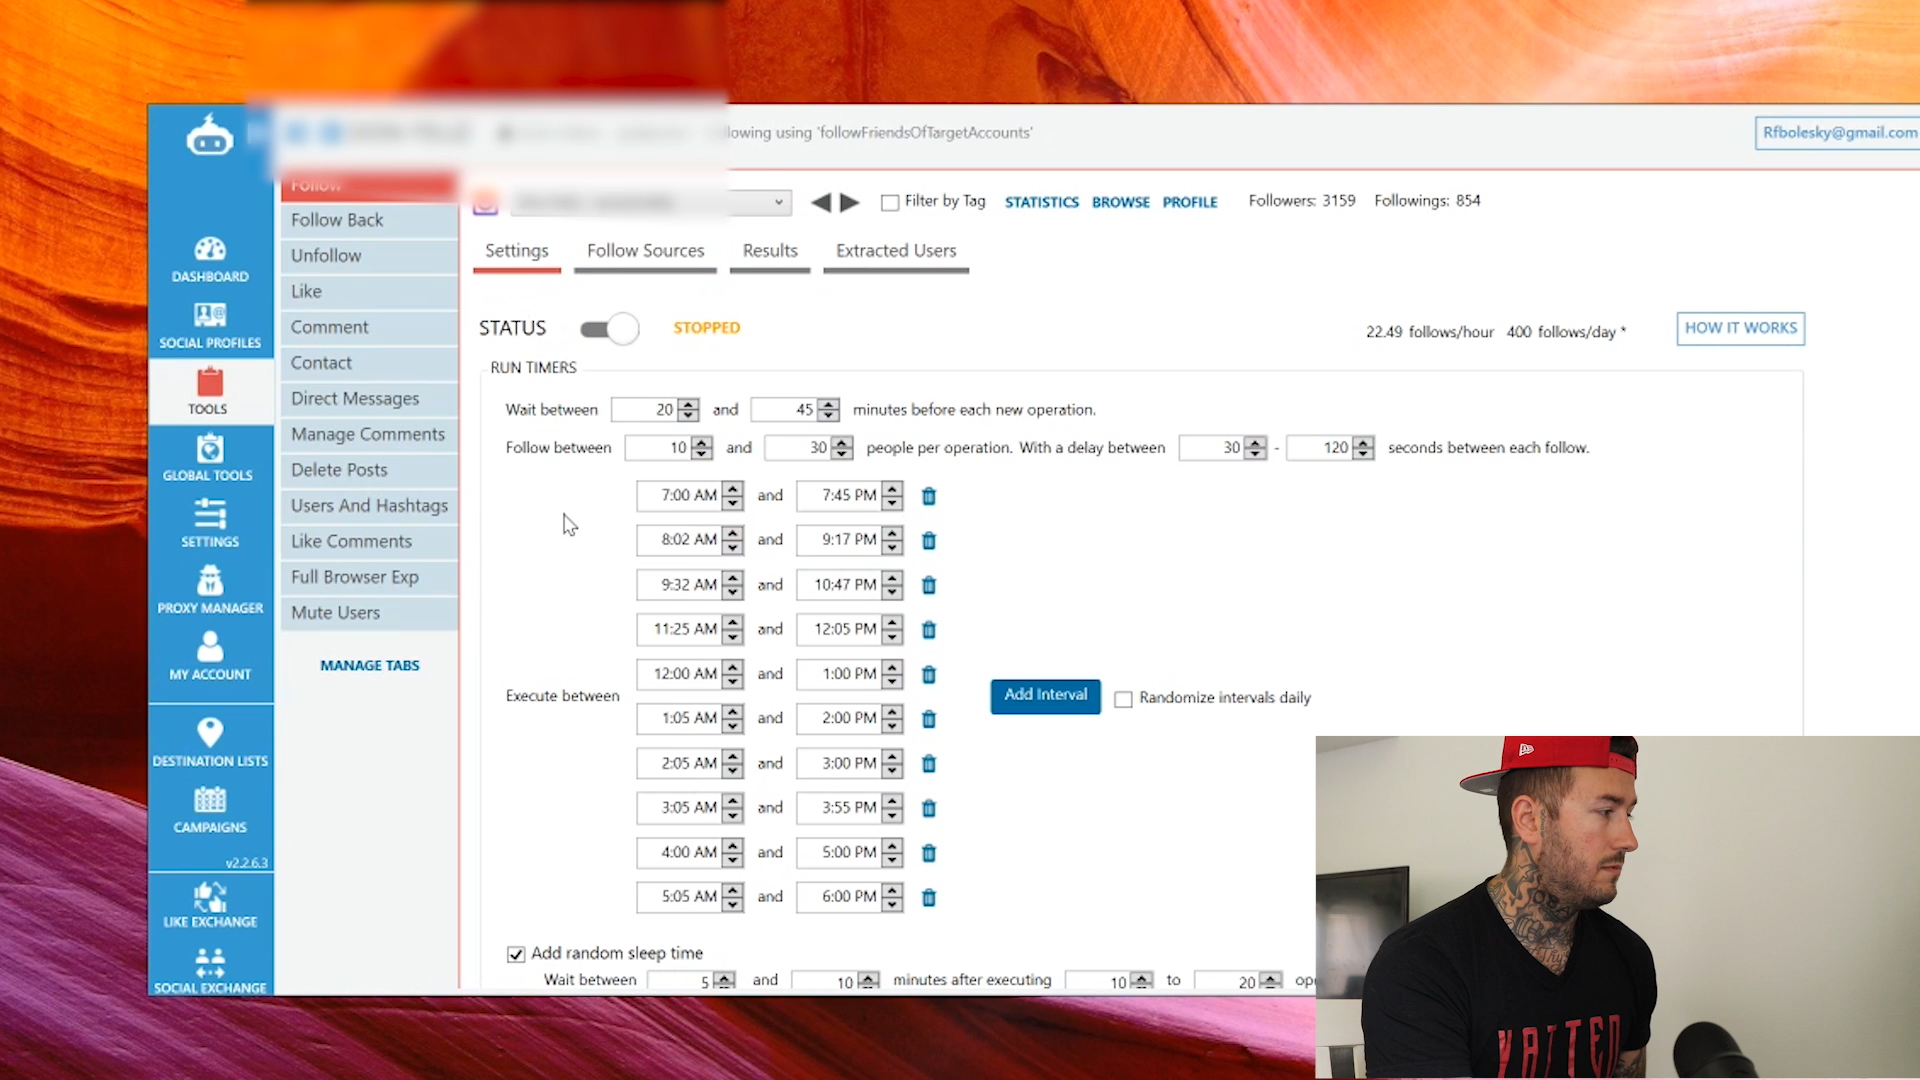 lowing using 'followFriendsOfTargetAccounts'
Rfbolesky@gmail.com
Follow
Follow Back
Unfollow
Like
Comment
Contact
Direct Messages
Manage Comments
Delete Posts
Users And Hashtags
Like Comments
Full Browser Exp
Mute Users
MANAGE TABS
DASHBOARD
SOCIAL PROFILES
TOOLS
GLOBAL TOOLS
SETTINGS
PROXY MANAGER
MY ACCOUNT
DESTINATION LISTS
CAMPAIGNS
v2.2.6.3
LIKE EXCHANGE
SOCIAL EXCHANGE
Filter by Tag STATISTICS BROWSE PROFILE Followers: 3159 Followings: 854
Settings Follow Sources Results Extracted Users
STATUS STOPPED 22.49 follows/hour 400 follows/day * HOW IT WORKS
RUN TIMERS
Wait between 20 and 45 minutes before each new operation.
Follow between 10 and 30 people per operation. With a delay between 30 - 120 seconds between each follow.
7:00 AM and 7:45 PM
8:02 AM and 9:17 PM
9:32 AM and 10:47 PM
11:25 AM and 12:05 PM
12:00 AM and 1:00 PM
Execute between Add Interval Randomize intervals daily
1:05 AM and 2:00 PM
2:05 AM and 3:00 PM
3:05 AM and 3:55 PM
4:00 AM and 5:00 PM
5:05 AM and 6:00 PM
Add random sleep time
Wait between 5 and 10 minutes after executing 10 to 20 op